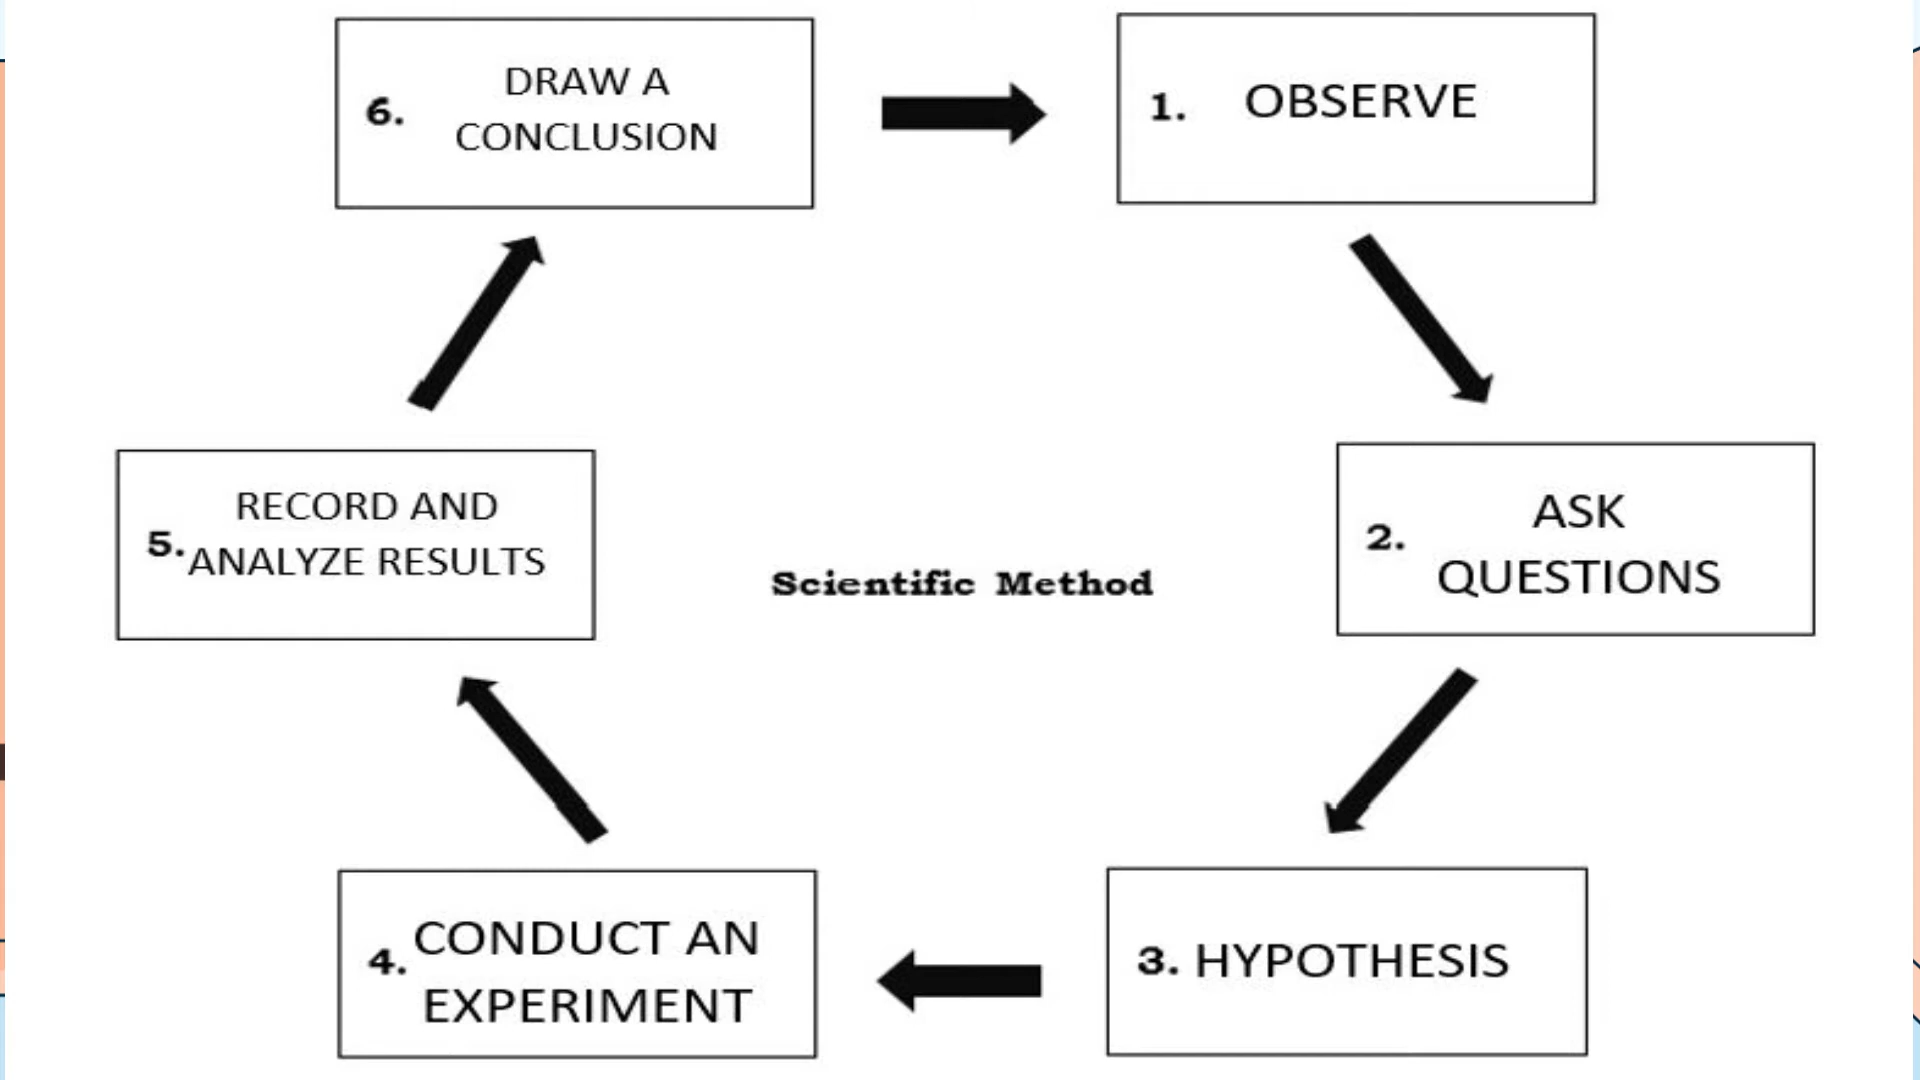 6. DRAW A
CONCLUSION
1. OBSERVE
5. RECORD AND
ANALYZE RESULTS
Scientific Method
2. ASK
QUESTIONS
4. CONDUCT AN
EXPERIMENT
3. HYPOTHESIS